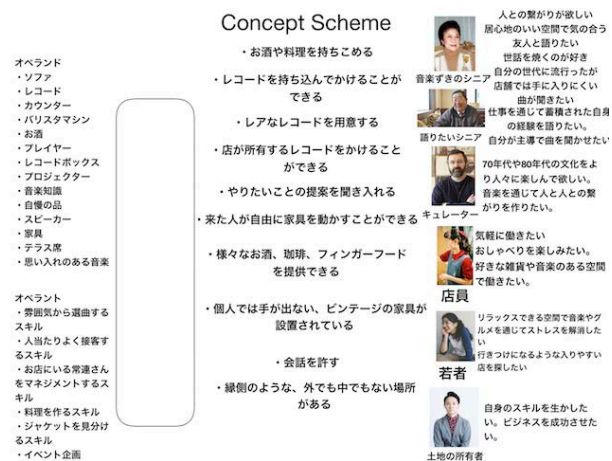 Concept Scheme
オペランド
・ソファ
・レコード
・カウンター
・バリスタマシン
・お酒
・プレイヤー
・レコードボックス
・プロジェクター
・音楽知識
・自慢の品
・スピーカー
・家具
・テラス席
・思い入れのある音楽
オペラント
・雰囲気から選曲する
スキル
・人当たりよく接客す
るスキル
・お店にいる常連さん
をマネジメントするス
キル
・料理を作るスキル
・ジャケットを見分け
るスキル
・イベント企画
・お酒や料理を持ちこめる
・レコードを持ち込んでかけることが
できる
・レアなレコードを用意する
・店が所有するレコードをかけること
ができる
・やりたいことの提案を聞き入れる
・来た人が自由に家具を動かすことができる
・様々なお酒、珈琲、フィンガーフード
を提供できる
・個人では手が出ない、ビンテージの家具が
設置されている
・会話を許す
・縁側のような、外でも中でもない場所
がある
人との繋がりが欲しい
居心地のいい空間で気の合う
友人と語りたい
世話を焼くのが好き
自分の世代に流行ったが
店舗では手に入りにくい
曲が聞きたい
音楽ずきのシニア
仕事を通じて蓄積された自身
の経験を語りたい。
自分が主導で曲を聞かせたい
語りたいシニア
70年代や80年代の文化をよ
り人々に楽しんで欲しい。
音楽を通じて人と人との繋
がりを作りたい。
キュレーター
気軽に働きたい
おしゃべりを楽しみたい。
好きな雑貨や音楽のある空間
で働きたい。
店員
リラックスできる空間で音楽やグ
ルメを通じてストレスを解消した
い
行きつけになるような入りやすい
店を探したい
若者
自身のスキルを生かした
い。ビジネスを成功させた
い。
土地の所有者